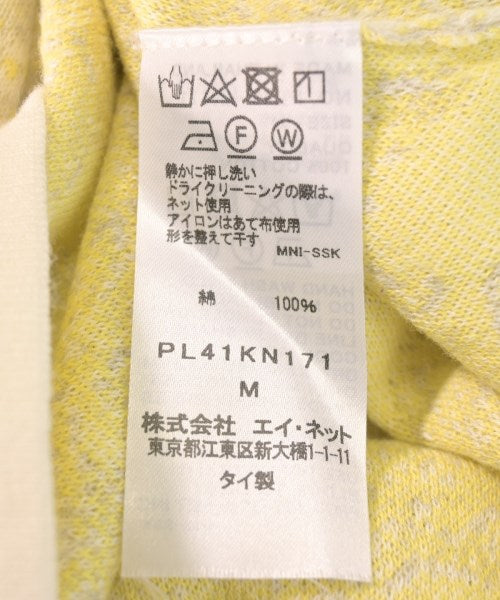 F W
静かに押し洗い
ドライクリーニングの際は、
ネット使用
アイロンはあて布使用
形を整えて干す MNI-SSK
綿 100%
PL41KN171
M
株式会社 エイ・ネット
東京都江東区新大橋1-1-11
タイ製